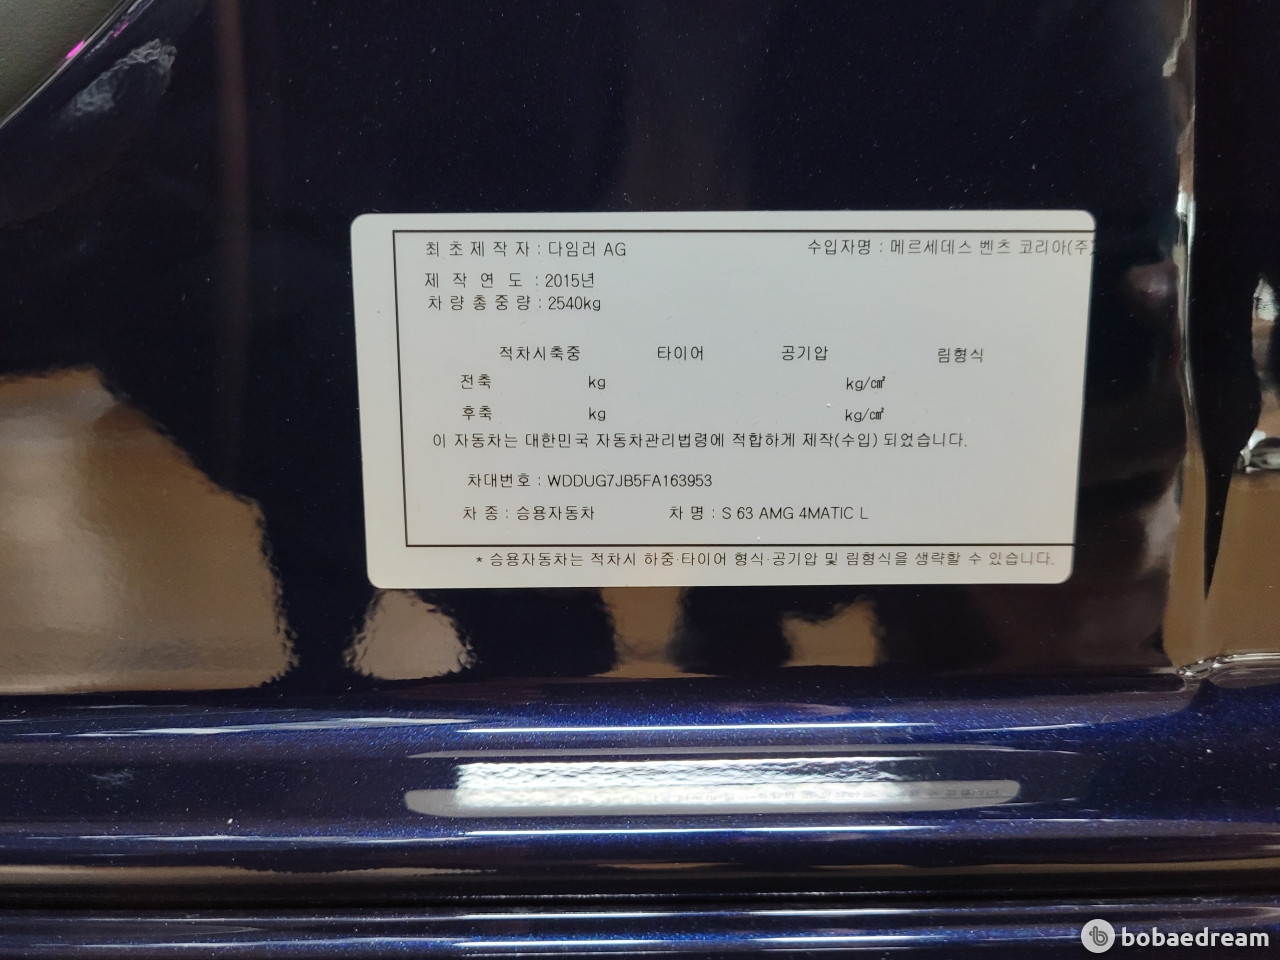 최초제작자 : 다임러 AG 수입자명 : 메르세데스 벤츠 코리아(주)
제작연도 : 2015년
차량총중량 : 2540kg
적차시축중 타이어 공기압 림형식
전축 kg kg/㎠
후축 kg kg/㎠
이 자동차는 대한민국 자동차관리법령에 적합하게 제작(수입) 되었습니다.
차대번호 : WDDUG7JB5FA163953
차 종 : 승용자동차 차 명 : S 63 AMG 4MATIC L
* 승용자동차는 적차시 하중·타이어 형식·공기압 및 림형식을 생략할 수 있습니다.
bobaedream